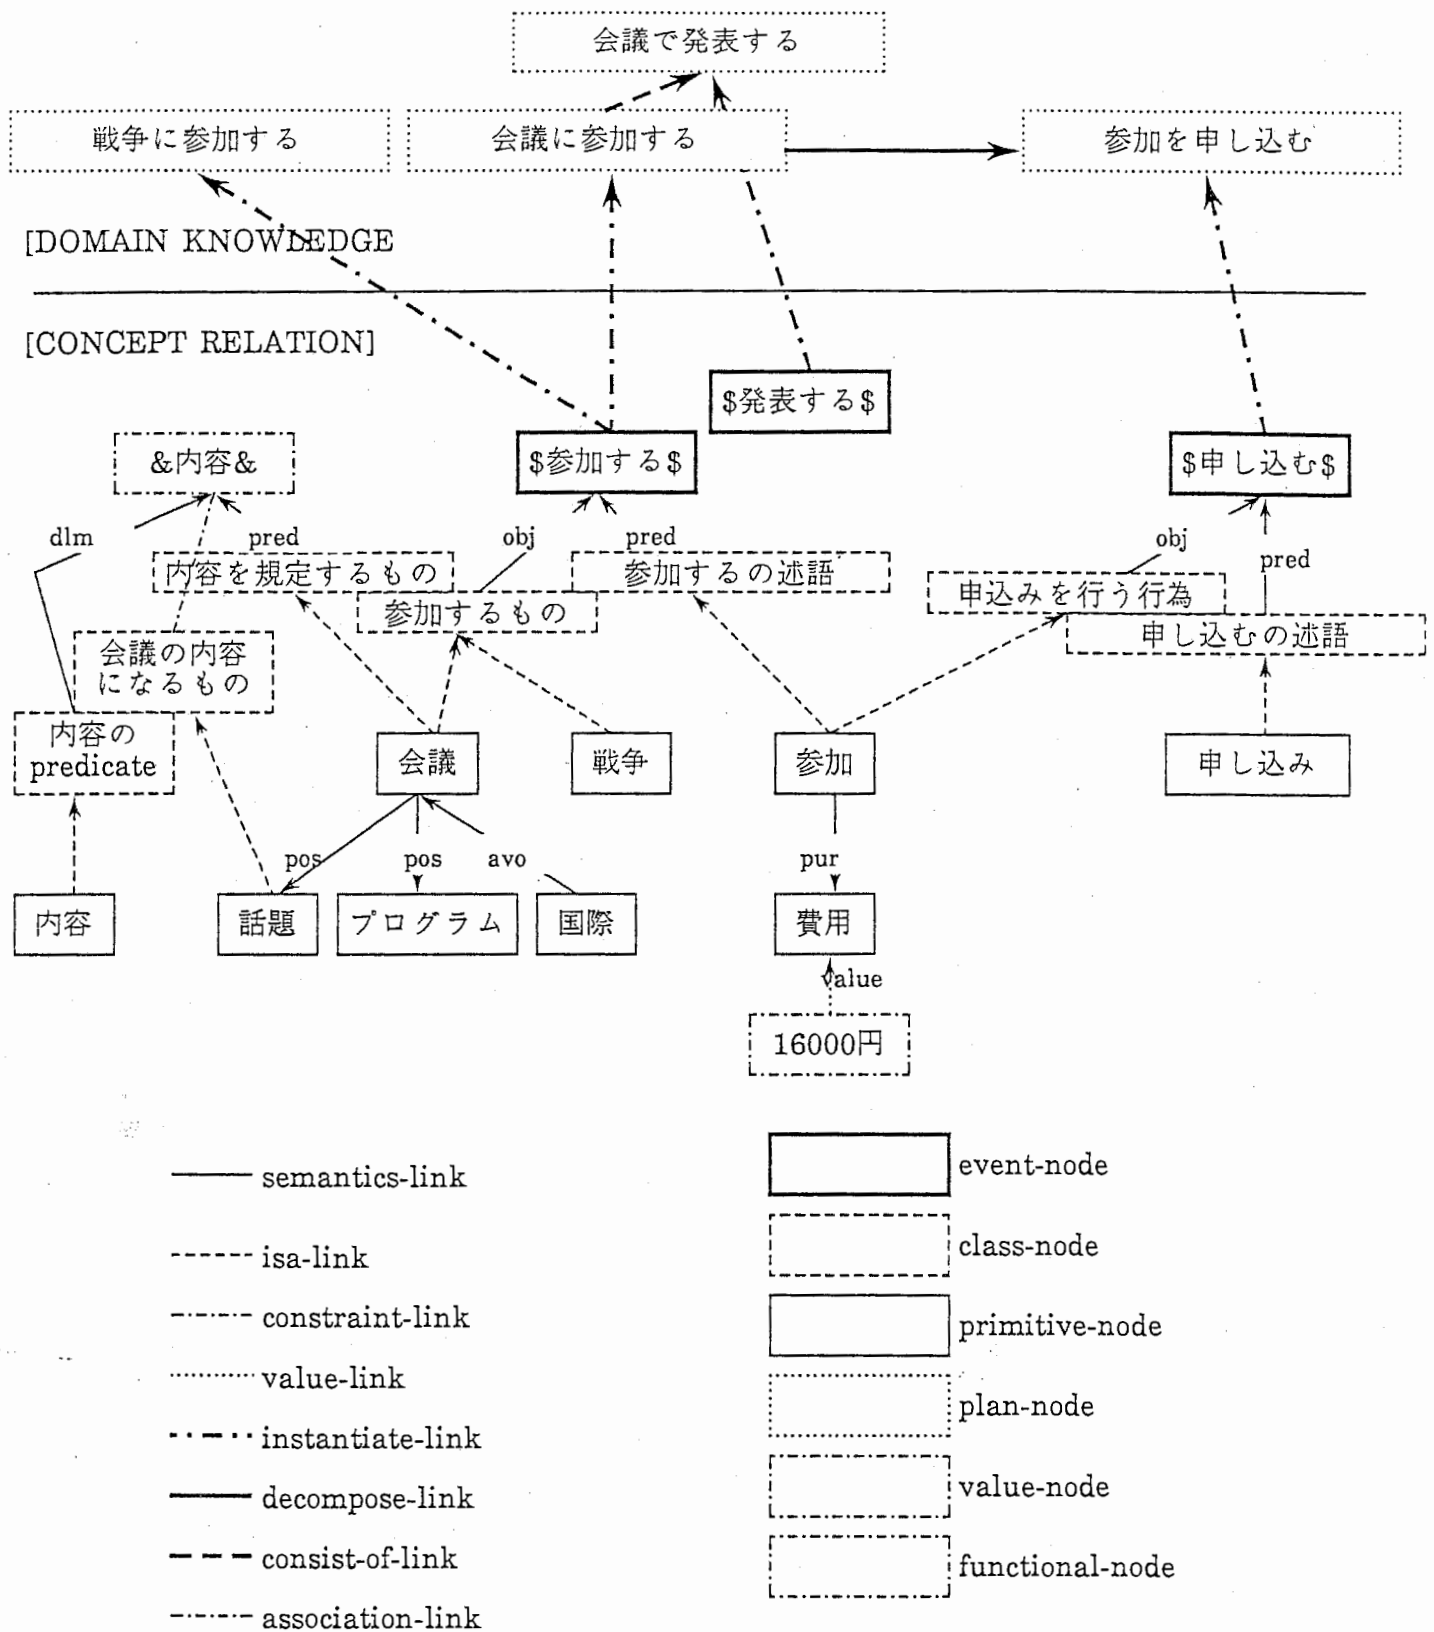 会議で発表する
戦争に参加する
会議に参加する
参加を申し込む
[DOMAIN KNOWLEDGE
[CONCEPT RELATION]
$発表する$
&内容&
$参加する$
$申し込む$
dlm
pred
obj
pred
obj
pred
内容を規定するもの
参加するの述語
申込みを行う行為
参加するもの
申し込むの述語
会議の内容
になるもの
内容の
predicate
会議
戦争
参加
申し込み
pos
pos
avo
pur
内容
話題
プログラム
国際
費用
value
16000円
semantics-link
isa-link
constraint-link
value-link
instantiate-link
decompose-link
consist-of-link
association-link
event-node
class-node
primitive-node
plan-node
value-node
functional-node